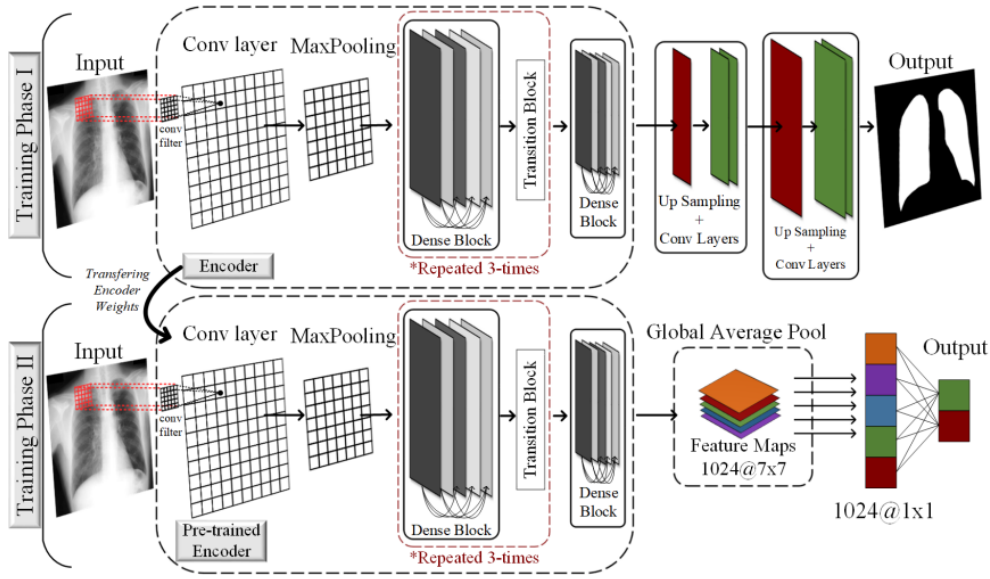 Training Phase I
Input
Conv layer
MaxPooling
conv
filter
Dense Block
Transition Block
*Repeated 3-times
Dense
Block
Encoder
Up Sampling
+
Conv Layers
Up Sampling
+
Conv Layers
Output
Transfering
Encoder
Weights
Training Phase II
Input
Conv layer
MaxPooling
conv
filter
Dense Block
Transition Block
*Repeated 3-times
Dense
Block
Pre-trained
Encoder
Global Average Pool
Feature Maps
1024@7x7
1024@1x1
Output